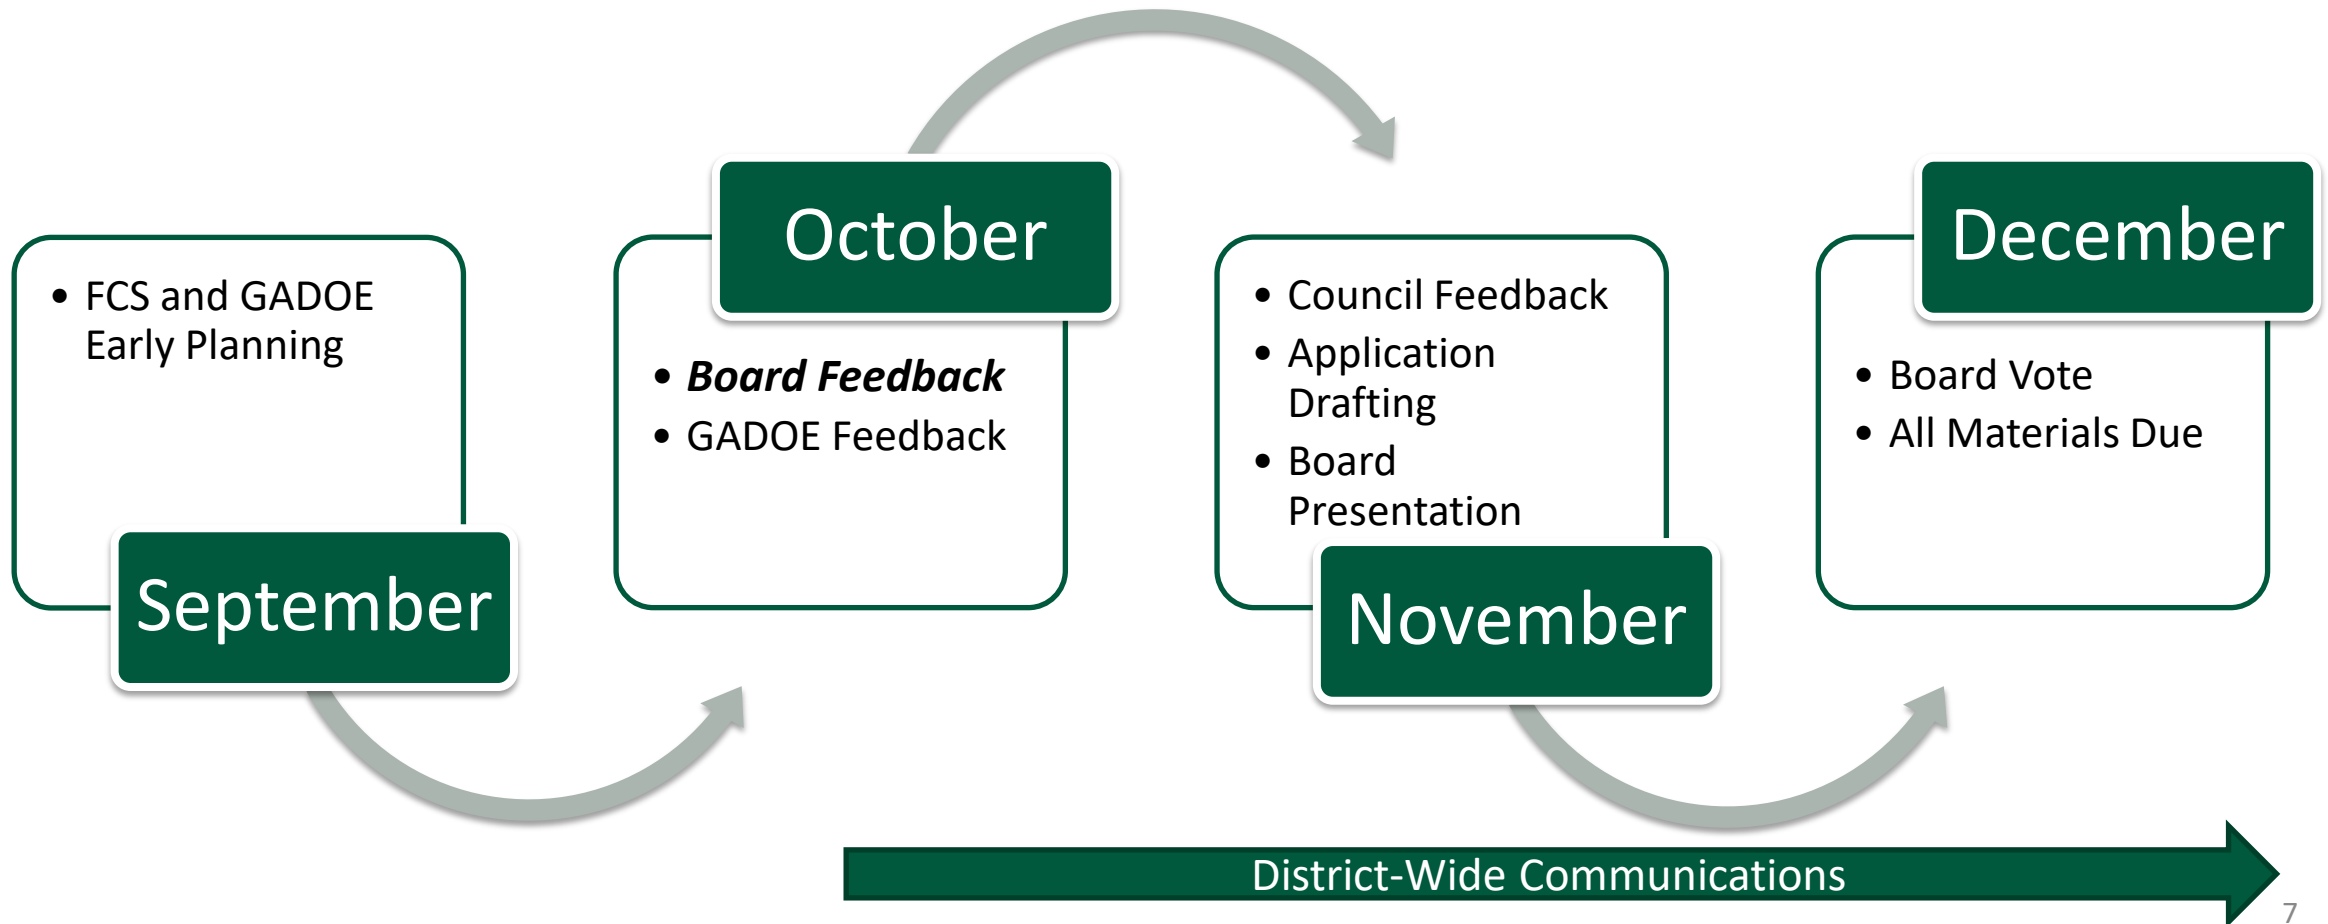 • FCS and GADOE
Early Planning
September
October
• Board Feedback
• GADOE Feedback
• Council Feedback
• Application
Drafting
• Board
Presentation
November
December
• Board Vote
• All Materials Due
District-Wide Communications
7